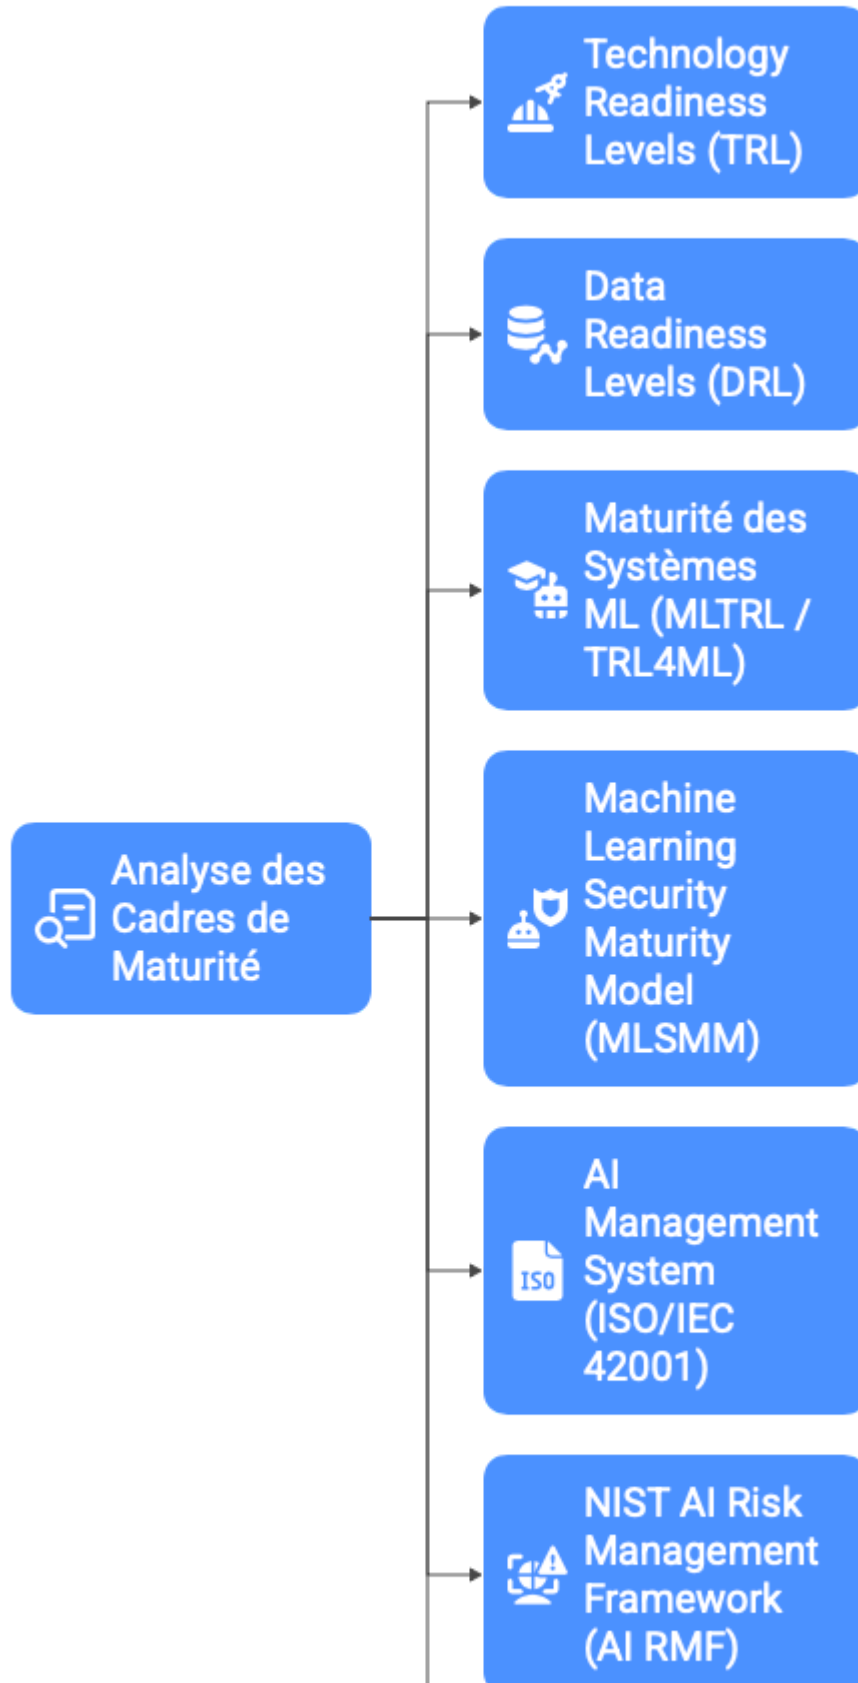 Technology
Readiness
Levels (TRL)
Data
Readiness
Levels (DRL)
Maturité des
Systèmes
ML (MLTRL /
TRL4ML)
Machine
Learning
Security
Maturity
Model
(MLSMM)
Analyse des
Cadres de
Maturité
AI
Management
System
(ISO/IEC
42001)
ISO
NIST AI Risk
Management
Framework
(AI RMF)